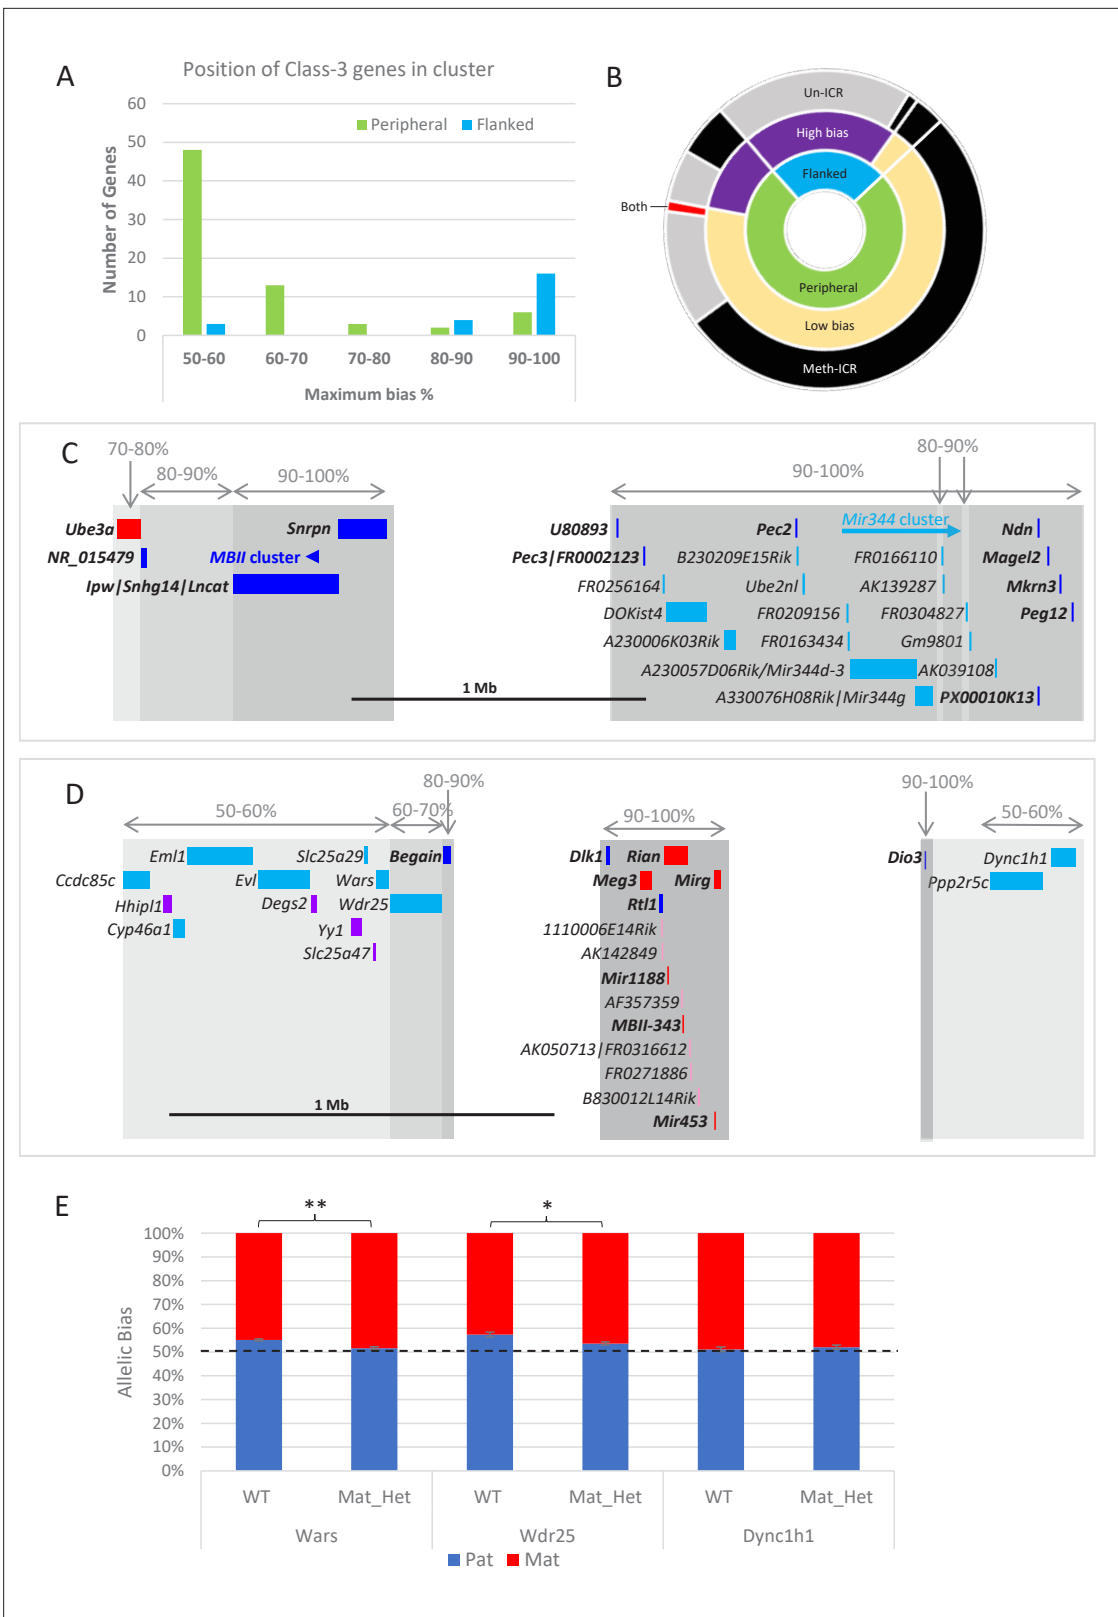 A
Position of Class-3 genes in cluster
Peripheral
Flanked
60
50
40
30
20
10
0
Number of Genes
50-60
60-70
70-80
80-90
90-100
Maximum bias %
B
Un-ICR
High bias
Flanked
Both
Peripheral
Low bias
Meth-ICR
C
70-80%
80-90%
90-100%
90-100%
80-90%
Ube3a
Snrpn
NR_015479
MBII cluster
Ipw|Snhg14|Lncat
1 Mb
U80893
Pec2
Mir344 cluster
Ndn
Pec3|FR0002123
B230209E15Rik
FR0166110
Magel2
FR0256164
Ube2nl
AK139287
Mkrn3
DOKist4
FR0209156
FR0304827
Peg12
A230006K03Rik
FR0163434
Gm9801
A230057D06Rik/Mir344d-3
AK039108
A330076H08Rik|Mir344g
PX00010K13
D
50-60%
60-70%
80-90%
90-100%
90-100%
50-60%
Eml1
Slc25a29
Begain
Dlk1
Rian
Dio3
Dync1h1
Ccdc85c
Evl
Wars
Meg3
Mirg
Ppp2r5c
Hhipl1
Degs2
Wdr25
Rtl1
Cyp46a1
Yy1
1110006E14Rik
Slc25a47
AK142849
Mir1188
AF357359
MBII-343
AK050713|FR0316612
FR0271886
B830012L14Rik
Mir453
1 Mb
E
**
*
100%
90%
80%
70%
60%
50%
40%
30%
20%
10%
0%
Allelic Bias
WT
Mat_Het
WT
Mat_Het
WT
Mat_Het
Wars
Wdr25
Dync1h1
Pat
Mat